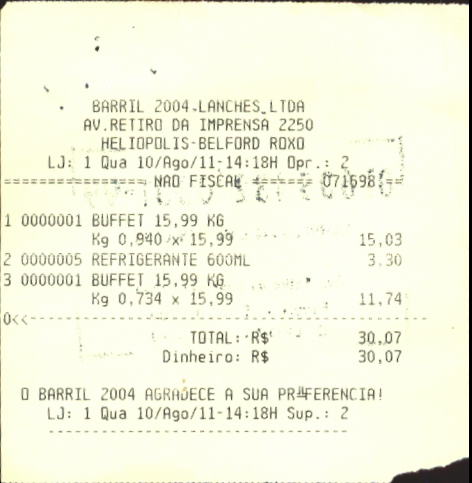 BARRIL 2004 LANCHES LTDA
AV.RETIRO DA IMPRENSA 2250
HELIOPOLIS-BELFORD ROXO
LJ: 1 Qua 10/Ago/11-14:18H Opr.: 2
================ NAO FISCAL ====== 071698 ==
1 0000001 BUFFET 15,99 KG
Kg 0,940 x 15,99 15,03
2 0000005 REFRIGERANTE 600ML 3,30
3 0000001 BUFFET 15,99 KG
Kg 0,734 x 15,99 11,74
0<<------------------------------------------
TOTAL: R$ 30,07
Dinheiro: R$ 30,07
O BARRIL 2004 AGRADECE A SUA PREFERENCIA!
LJ: 1 Qua 10/Ago/11-14:18H Sup.: 2
--------------------------------